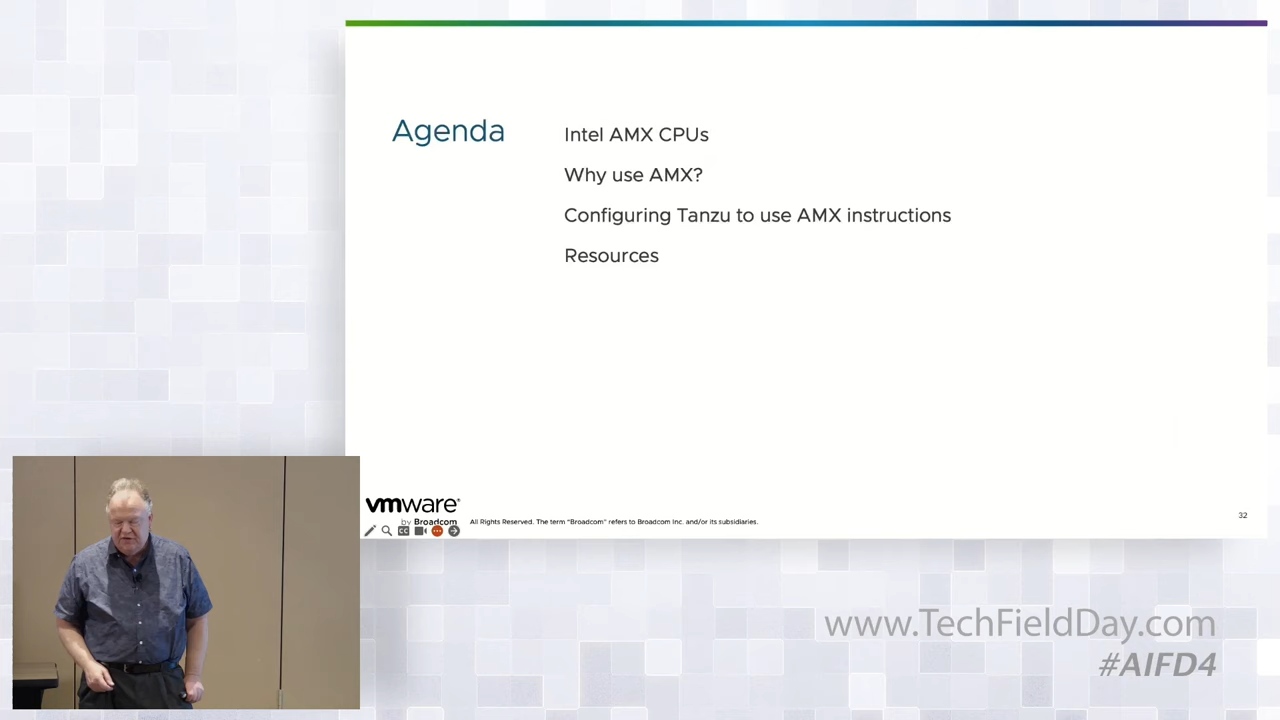 Agenda
Intel AMX CPUs
Why use AMX?
Configuring Tanzu to use AMX instructions
Resources
vmware®
by Broadcom
All Rights Reserved. The term “Broadcom” refers to Broadcom Inc. and/or its subsidiaries.
32
CC
www.TechFieldDay.com
#AIFD4